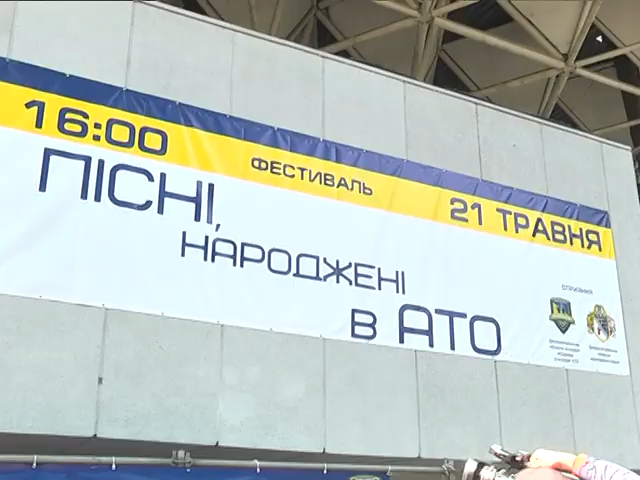 16:00
ФЕСТИВАЛЬ
21 ТРАВНЯ
ПІСНІ,
НАРОДЖЕНІ
В АТО